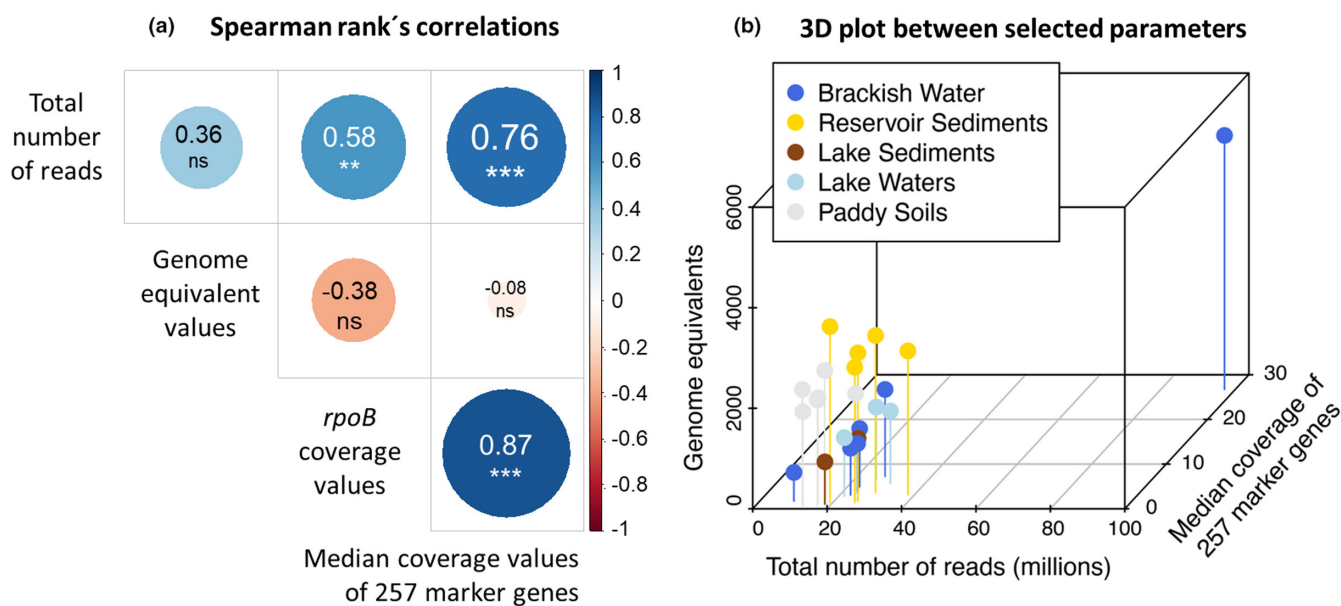 (a) Spearman rank´s correlations
Total
number
of reads
0.36
ns
0.58
**
0.76
***
Genome
equivalent
values
-0.38
ns
-0.08
ns
rpoB
coverage
values
0.87
***
Median coverage values
of 257 marker genes
1
0.8
0.6
0.4
0.2
0
-0.2
-0.4
-0.6
-0.8
-1
(b) 3D plot between selected parameters
Brackish Water
Reservoir Sediments
Lake Sediments
Lake Waters
Paddy Soils
Genome equivalents
0
2000
4000
6000
0
20
40
60
80
100
Total number of reads (millions)
0
10
20
30
Median coverage of
257 marker genes